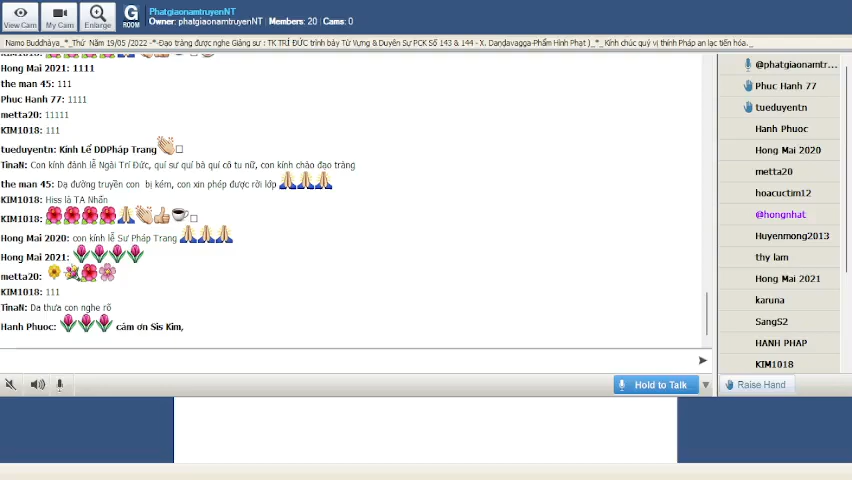 View Cam
My Cam
Enlarge
G
ROOM
PhatgiaonamtruyenNT
Owner: phatgiaonamtruyenNT | Members: 20 | Cams: 0
Namo Buddhàya_*_Thứ Năm 19/05 /2022 -*-Đạo tràng được nghe Giảng sư : TK TRÍ ĐỨC trình bày Từ Vựng & Duyên Sự PCK Số 143 & 144 - X. Daṇḍavagga-Phẩm Hình Phạt )_*_ Kính chúc quý vị thính Pháp an lạc tiến hóa._
Hong Mai 2021: 1111
the man 45: 111
Phuc Hanh 77: 1111
metta20: 11111
KIM1018: 111
tueduyentn: Kính Lễ DDPháp Trang
TinaN: Con kính đảnh lễ Ngài Trí Đức, quí sư quí bà quí cô tu nữ, con kính chào đạo tràng
the man 45: Dạ đường truyền con bị kém, con xin phép được rời lớp
KIM1018: Hiss là TA Nhẫn
KIM1018:
Hong Mai 2020: con kính lễ Sư Pháp Trang
Hong Mai 2021:
metta20:
KIM1018: 111
TinaN: Dạ thưa con nghe rõ
Hanh Phuoc: cám ơn Sis Kim,
Hold to Talk
@phatgiaonamtr...
Phuc Hanh 77
tueduyentn
Hanh Phuoc
Hong Mai 2020
metta20
hoacuctim12
@hongnhat
Huyenmong2013
thy lam
Hong Mai 2021
karuna
SangS2
HANH PHAP
KIM1018
Raise Hand